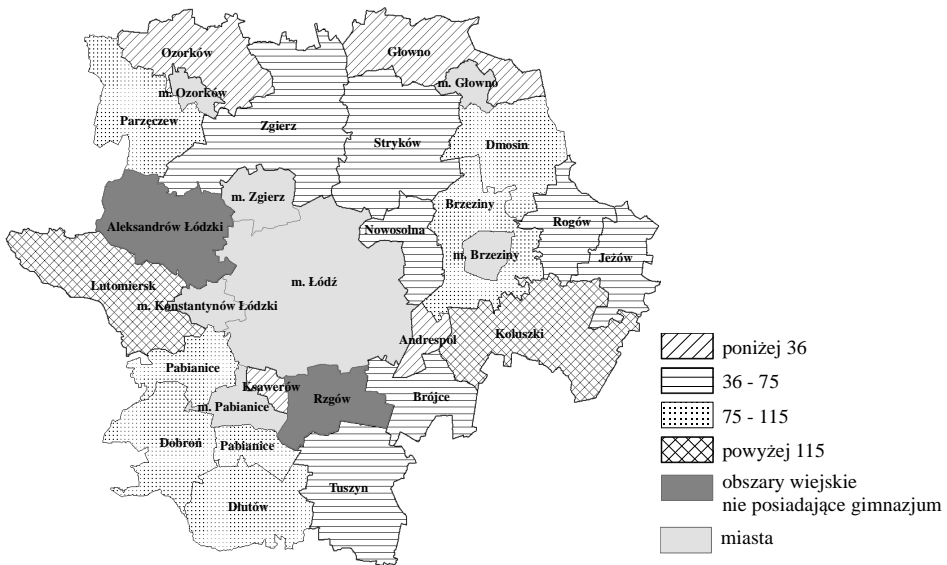 Ozorków
Głowno
m. Ozorków
m. Głowno
Parzęczew
Zgierz
Stryków
Dmosin
m. Zgierz
Brzeziny
Aleksandrów Łódzki
Nowosolna
Rogów
m. Brzeziny
Jeżów
m. Łódź
Lutomiersk
m. Konstantynów Łódzki
Andrespol
Koluszki
Pabianice
Ksawerów
Rzgów
Brójce
m. Pabianice
Dobroń
Pabianice
Tuszyn
Dłutów
poniżej 36
36 - 75
75 - 115
powyżej 115
obszary wiejskie
nie posiadające gimnazjum
miasta